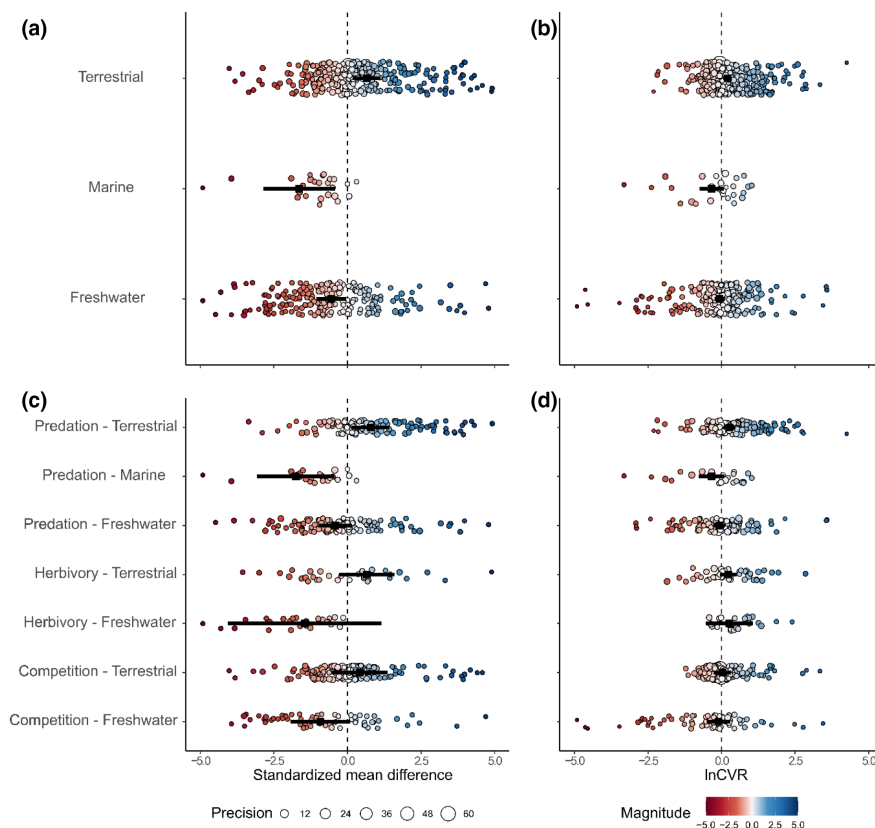 (a)
(b)
Terrestrial
Marine
Freshwater
-5.0 -2.5 0.0 2.5 5.0
-5.0 -2.5 0.0 2.5 5.0
(c)
(d)
Predation - Terrestrial
Predation - Marine
Predation - Freshwater
Herbivory - Terrestrial
Herbivory - Freshwater
Competition - Terrestrial
Competition - Freshwater
−5.0 −2.5 0.0 2.5 5.0
−5.0 −2.5 0.0 2.5 5.0
Standardized mean difference
lnCVR
Precision 12 24 36 48 60
Magnitude
−5.0 −2.5 0.0 2.5 5.0